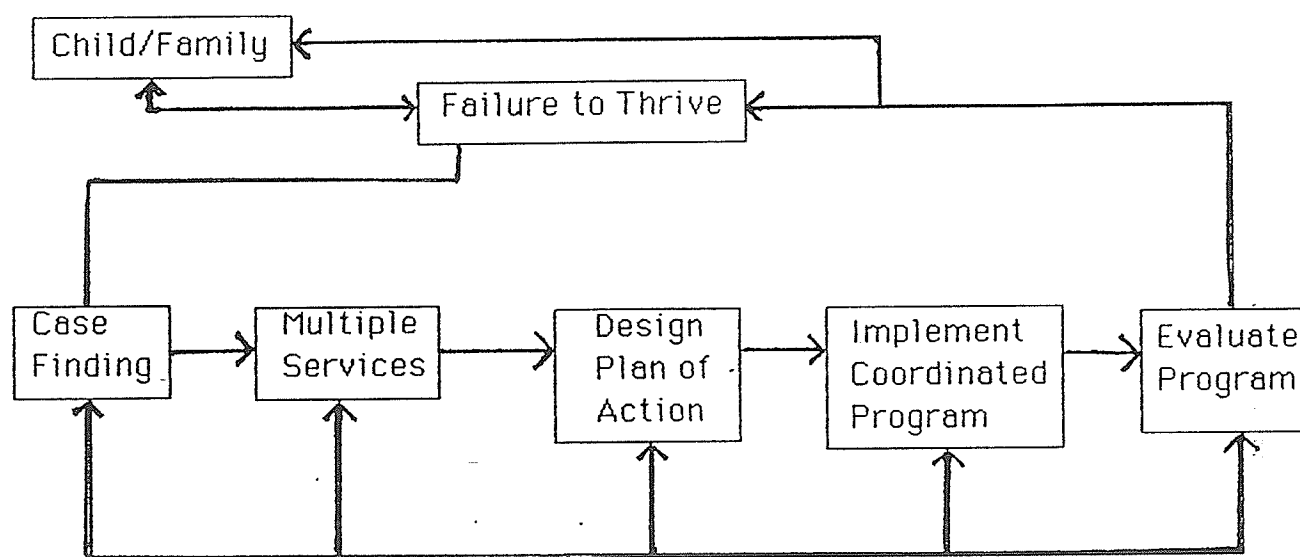 Child/Family
Failure to Thrive
Case
Finding
Multiple
Services
Design
Plan of
Action
Implement
Coordinated
Program
Evaluate
Program